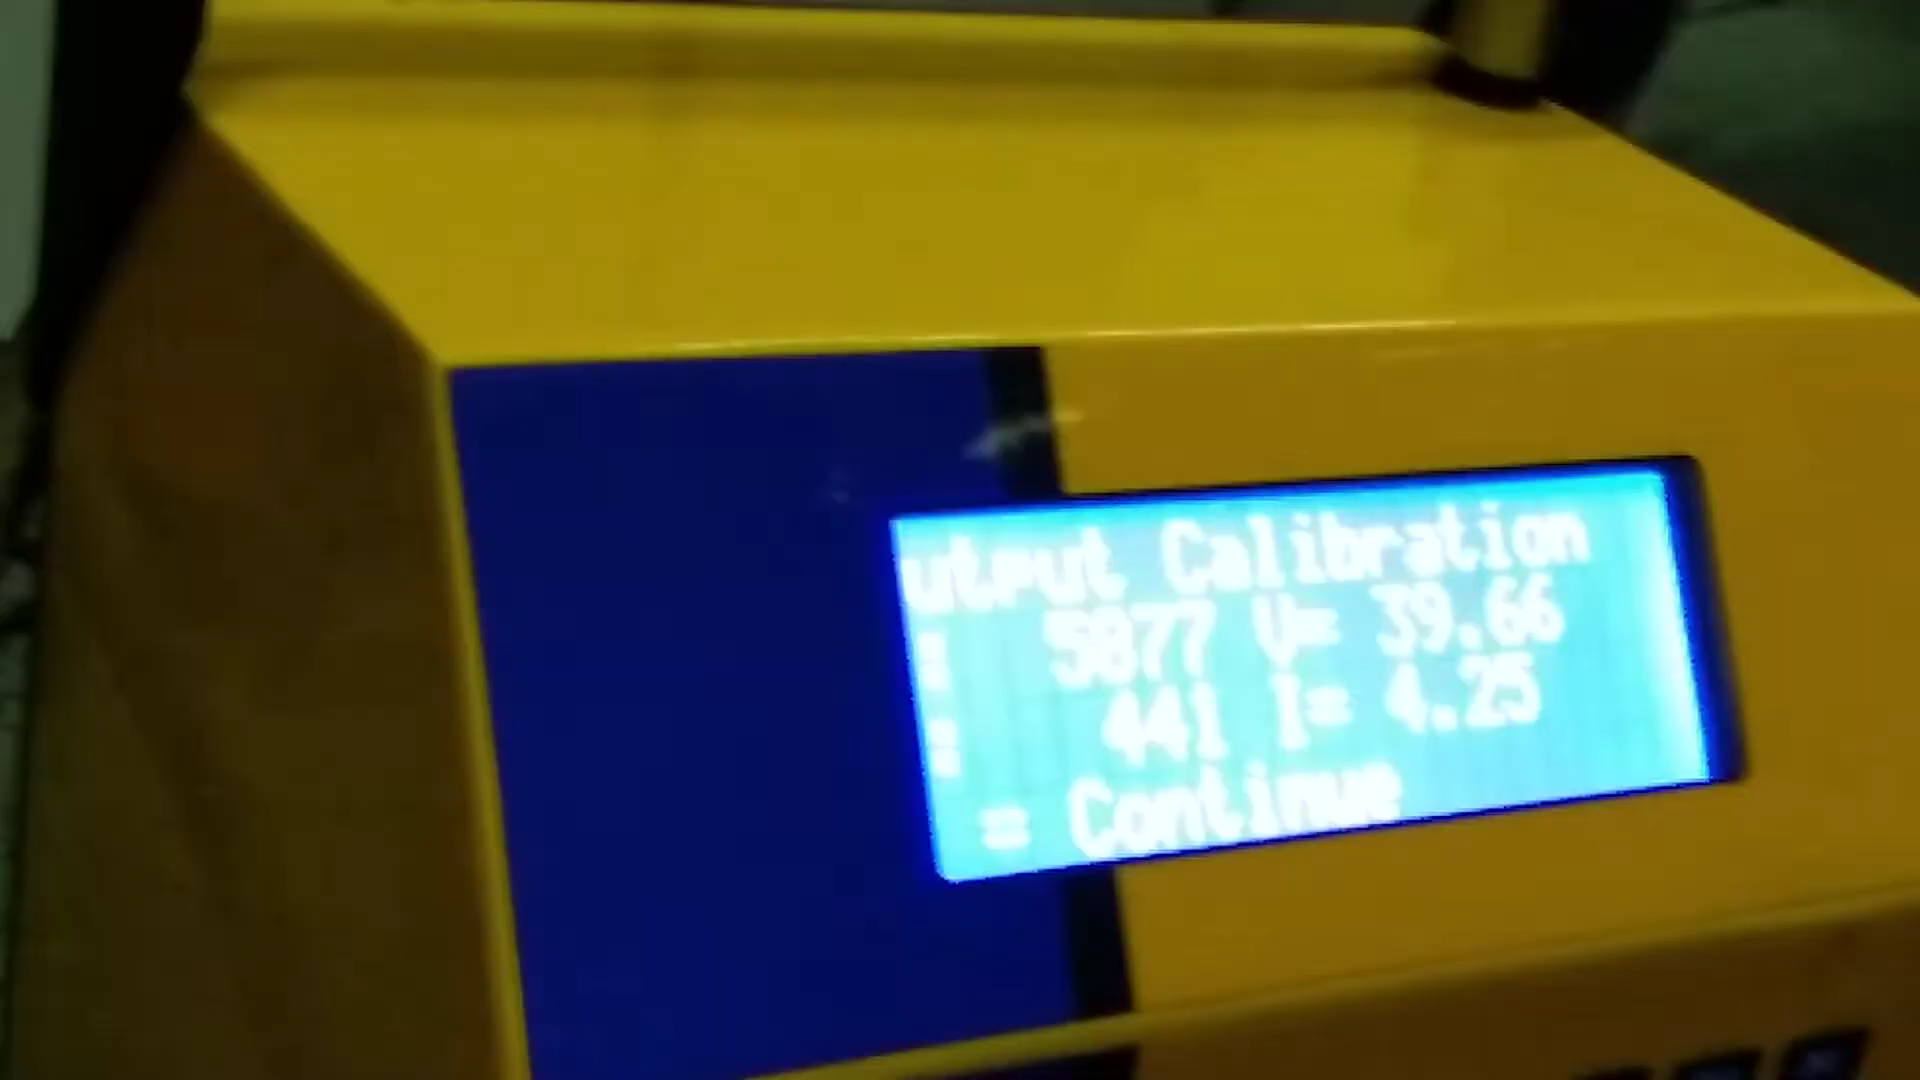 utput Calibration
= 5877 V= 39.66
= 441 I= 4.25
= Continue